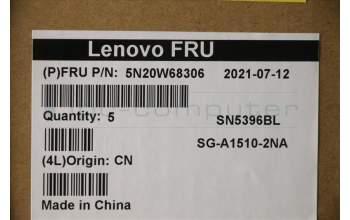 Lenovo FRU
(P)FRU P/N: 5N20W68306 2021-07-12
Quantity: 5 SN5396BL
SG-A1510-2NA
(4L)Origin: CN
Made in China